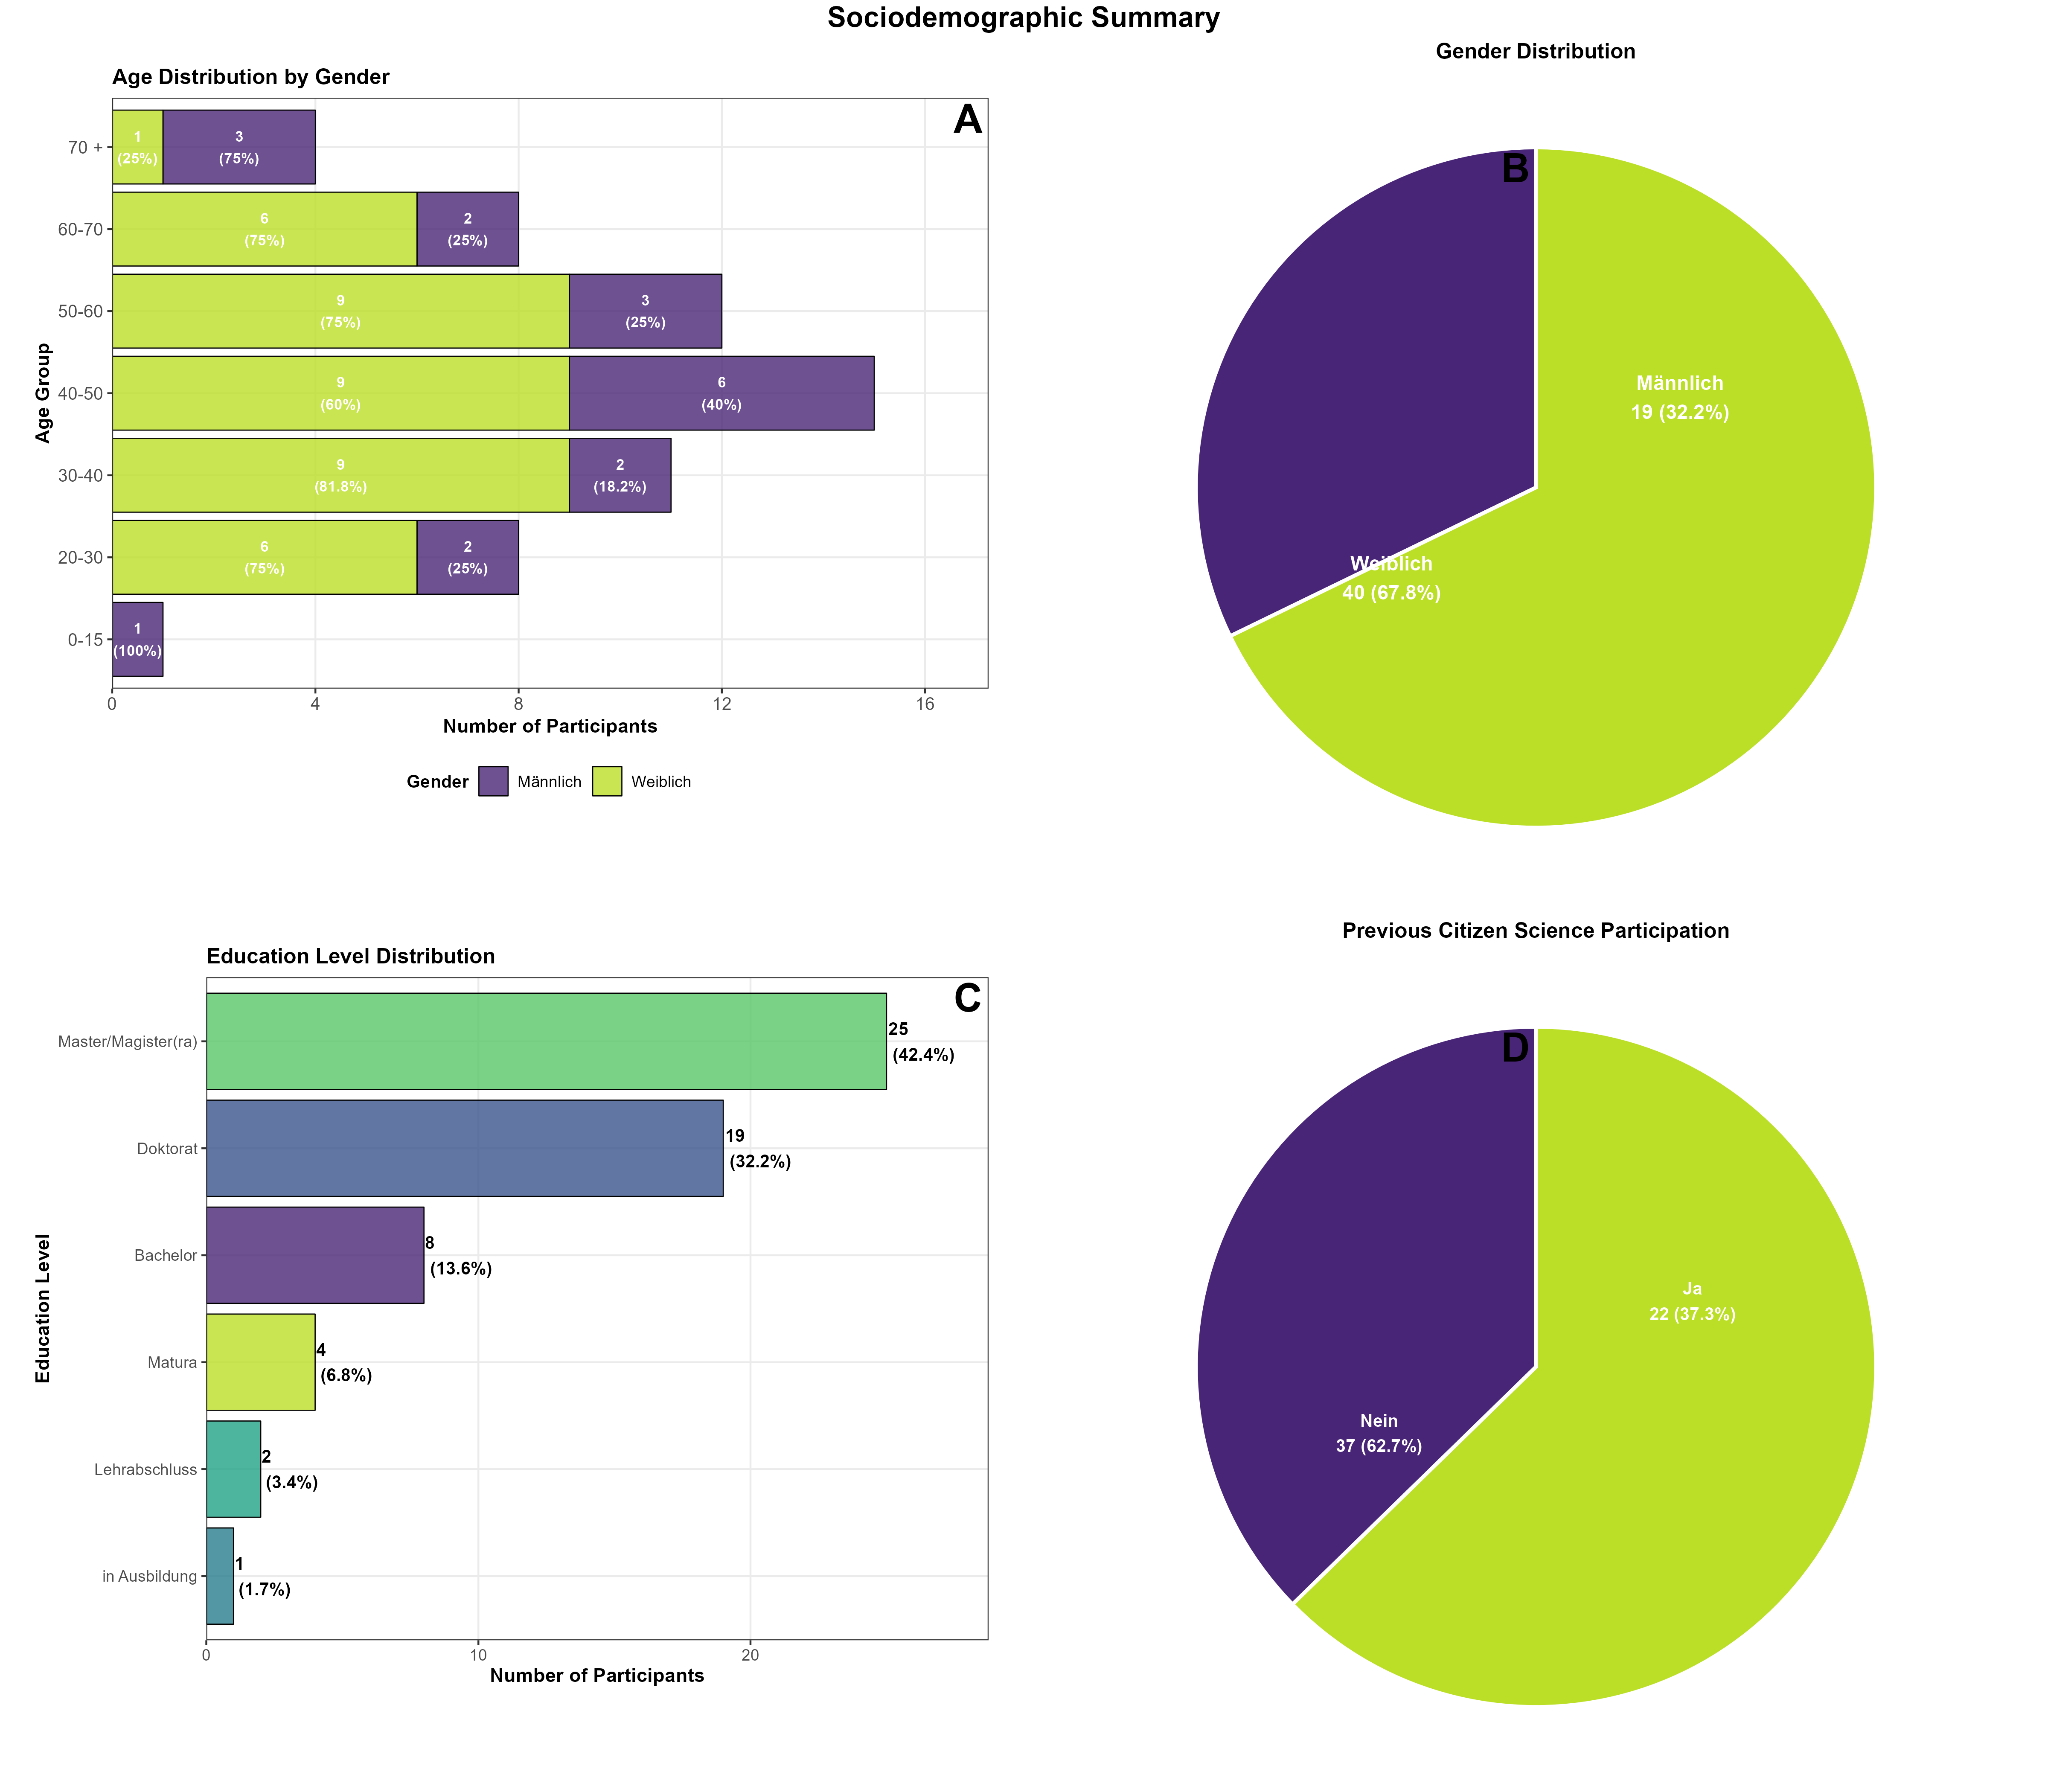 Sociodemographic Summary
Age Distribution by Gender
A
Age Group
70 +
1
(25%)
3
(75%)
60-70
6
(75%)
2
(25%)
50-60
9
(75%)
3
(25%)
40-50
9
(60%)
6
(40%)
30-40
9
(81.8%)
2
(18.2%)
20-30
6
(75%)
2
(25%)
0-15
1
(100%)
0 4 8 12 16
Number of Participants
Gender Männlich Weiblich
Gender Distribution
B
Männlich
19 (32.2%)
Weiblich
40 (67.8%)
Education Level Distribution
C
Education Level
Master/Magister(ra)
25
(42.4%)
Doktorat
19
(32.2%)
Bachelor
8
(13.6%)
Matura
4
(6.8%)
Lehrabschluss
2
(3.4%)
in Ausbildung
1
(1.7%)
0 10 20
Number of Participants
Previous Citizen Science Participation
D
Ja
22 (37.3%)
Nein
37 (62.7%)